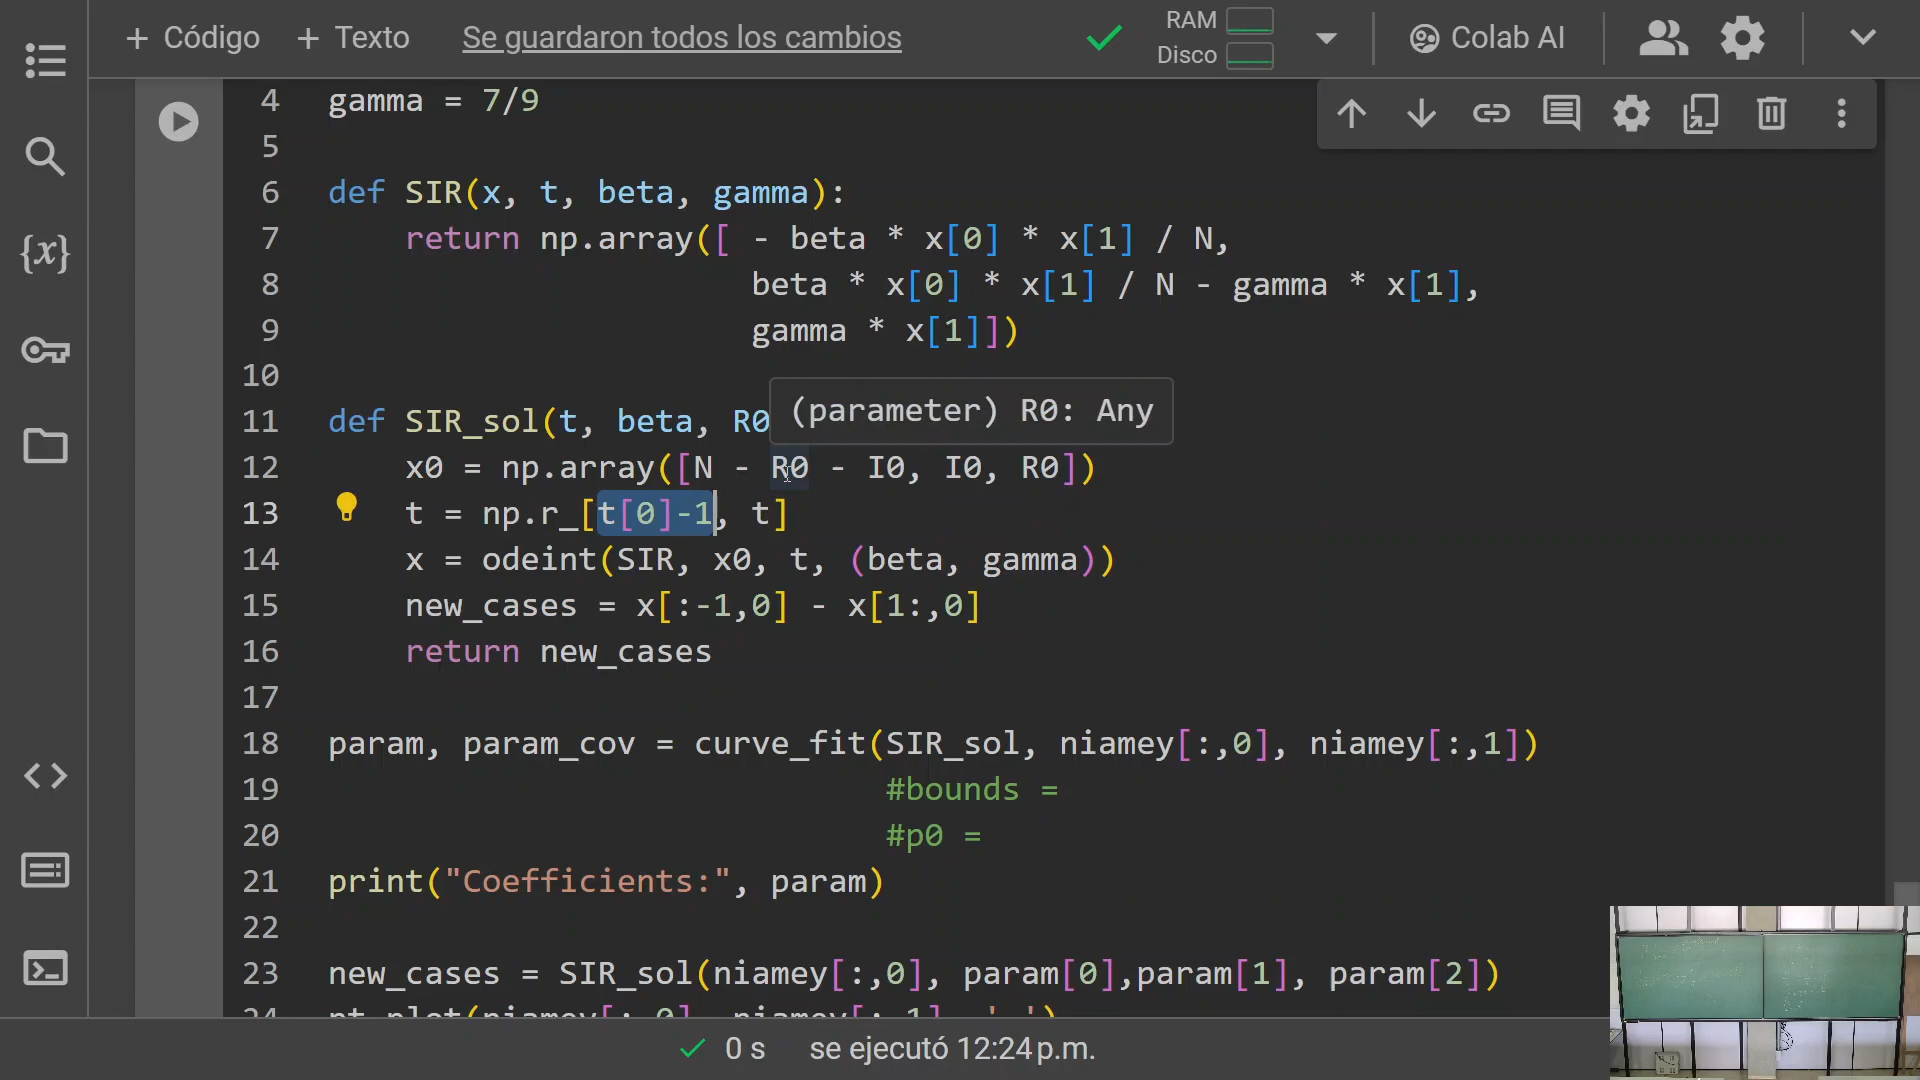 + Código + Texto Se guardaron todos los cambios RAM Disco Colab AI
4 gamma = 7/9
5
6 def SIR(x, t, beta, gamma):
7 return np.array([ - beta * x[0] * x[1] / N,
8 beta * x[0] * x[1] / N - gamma * x[1],
9 gamma * x[1]])
10
(parameter) R0: Any
11 def SIR_sol(t, beta, R0
12 x0 = np.array([N - R0 - I0, I0, R0])
13 t = np.r_[t[0]-1, t]
14 x = odeint(SIR, x0, t, (beta, gamma))
15 new_cases = x[:-1,0] - x[1:,0]
16 return new_cases
17
18 param, param_cov = curve_fit(SIR_sol, niamey[:,0], niamey[:,1])
19 #bounds =
20 #p0 =
21 print("Coefficients:", param)
22
23 new_cases = SIR_sol(niamey[:,0], param[0],param[1], param[2])
0 s se ejecutó 12:24 p.m.